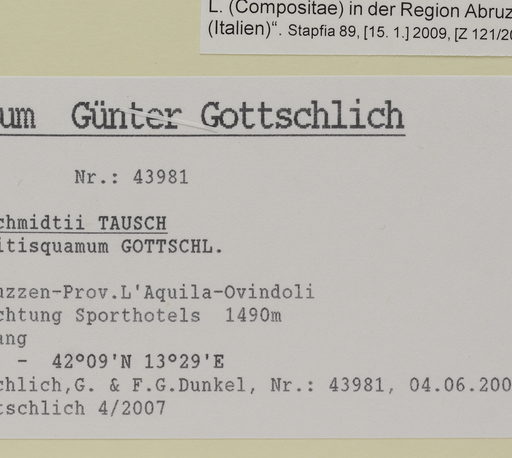 L. (Compositae) in der Region Abruz
(Italien)“. Stapfia 89, [15. 1.] 2009, [Z 121/20
um Günter Gottschlich
Nr.: 43981
chmidtii TAUSCH
itisquamum GOTTSCHL.
uzzen-Prov.L'Aquila-Ovindoli
chtung Sporthotels 1490m
ang
- 42°09'N 13°29'E
chlich,G. & F.G.Dunkel, Nr.: 43981, 04.06.200
tschlich 4/2007